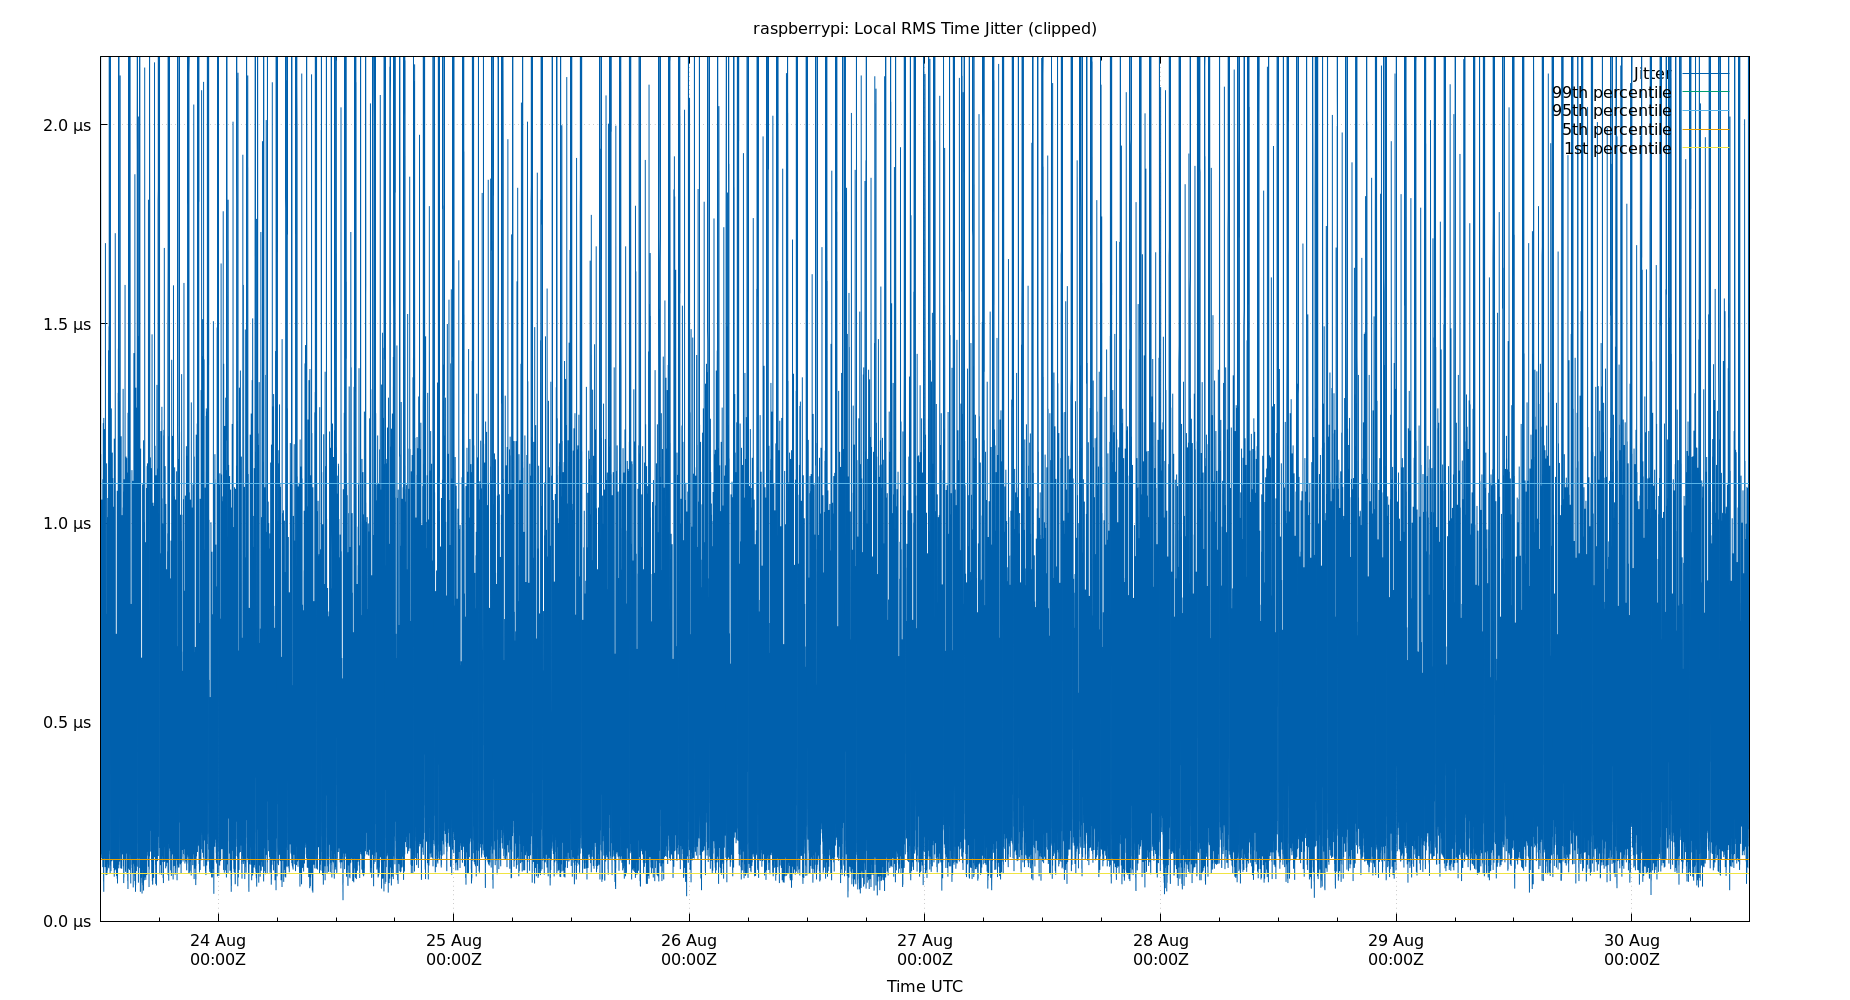 raspberrypi: Local RMS Time Jitter (clipped)
Jitter
99th percentile
95th percentile
5th percentile
1st percentile
2.0 µs
1.5 µs
1.0 µs
0.5 µs
0.0 µs
24 Aug 25 Aug 26 Aug 27 Aug 28 Aug 29 Aug 30 Aug
00:00Z 00:00Z 00:00Z 00:00Z 00:00Z 00:00Z 00:00Z
Time UTC